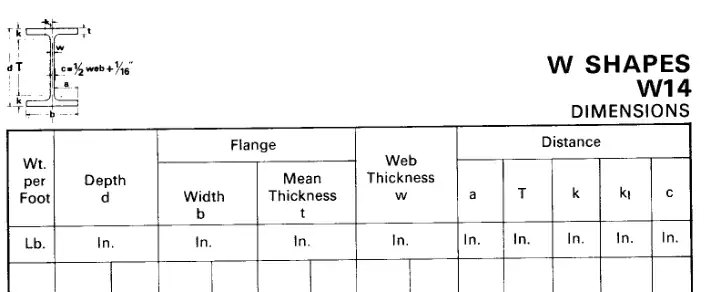 k₁
k
t
w
d
T
c=½ web+1/16"
a
k
b
W SHAPES
W14
DIMENSIONS
Wt.
per
Foot
Depth
d
Flange
Width
b
Mean
Thickness
t
Web
Thickness
w
Distance
a
T
k
k₁
c
Lb.
In.
In.
In.
In.
In.
In.
In.
In.
In.